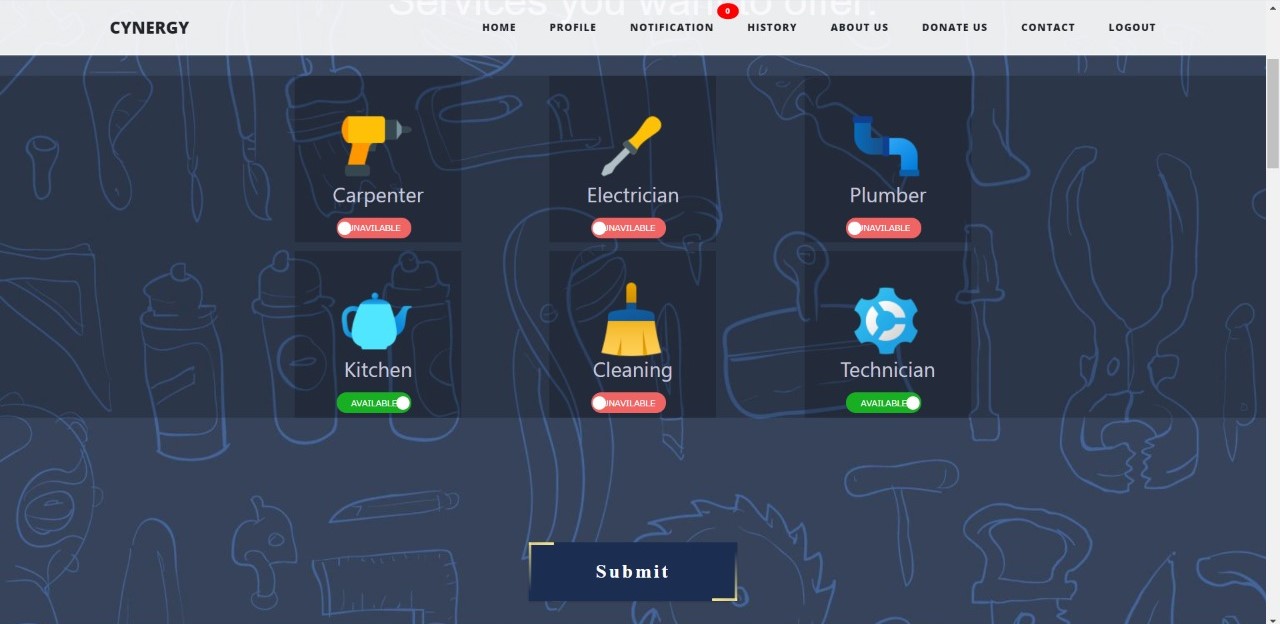 Services you want to offer:
0
CYNERGY HOME PROFILE NOTIFICATION HISTORY ABOUT US DONATE US CONTACT LOGOUT
Carpenter Electrician Plumber
UNAVILABLE UNAVILABLE UNAVILABLE
Kitchen Cleaning Technician
AVAILABLE UNAVILABLE AVAILABLE
Submit